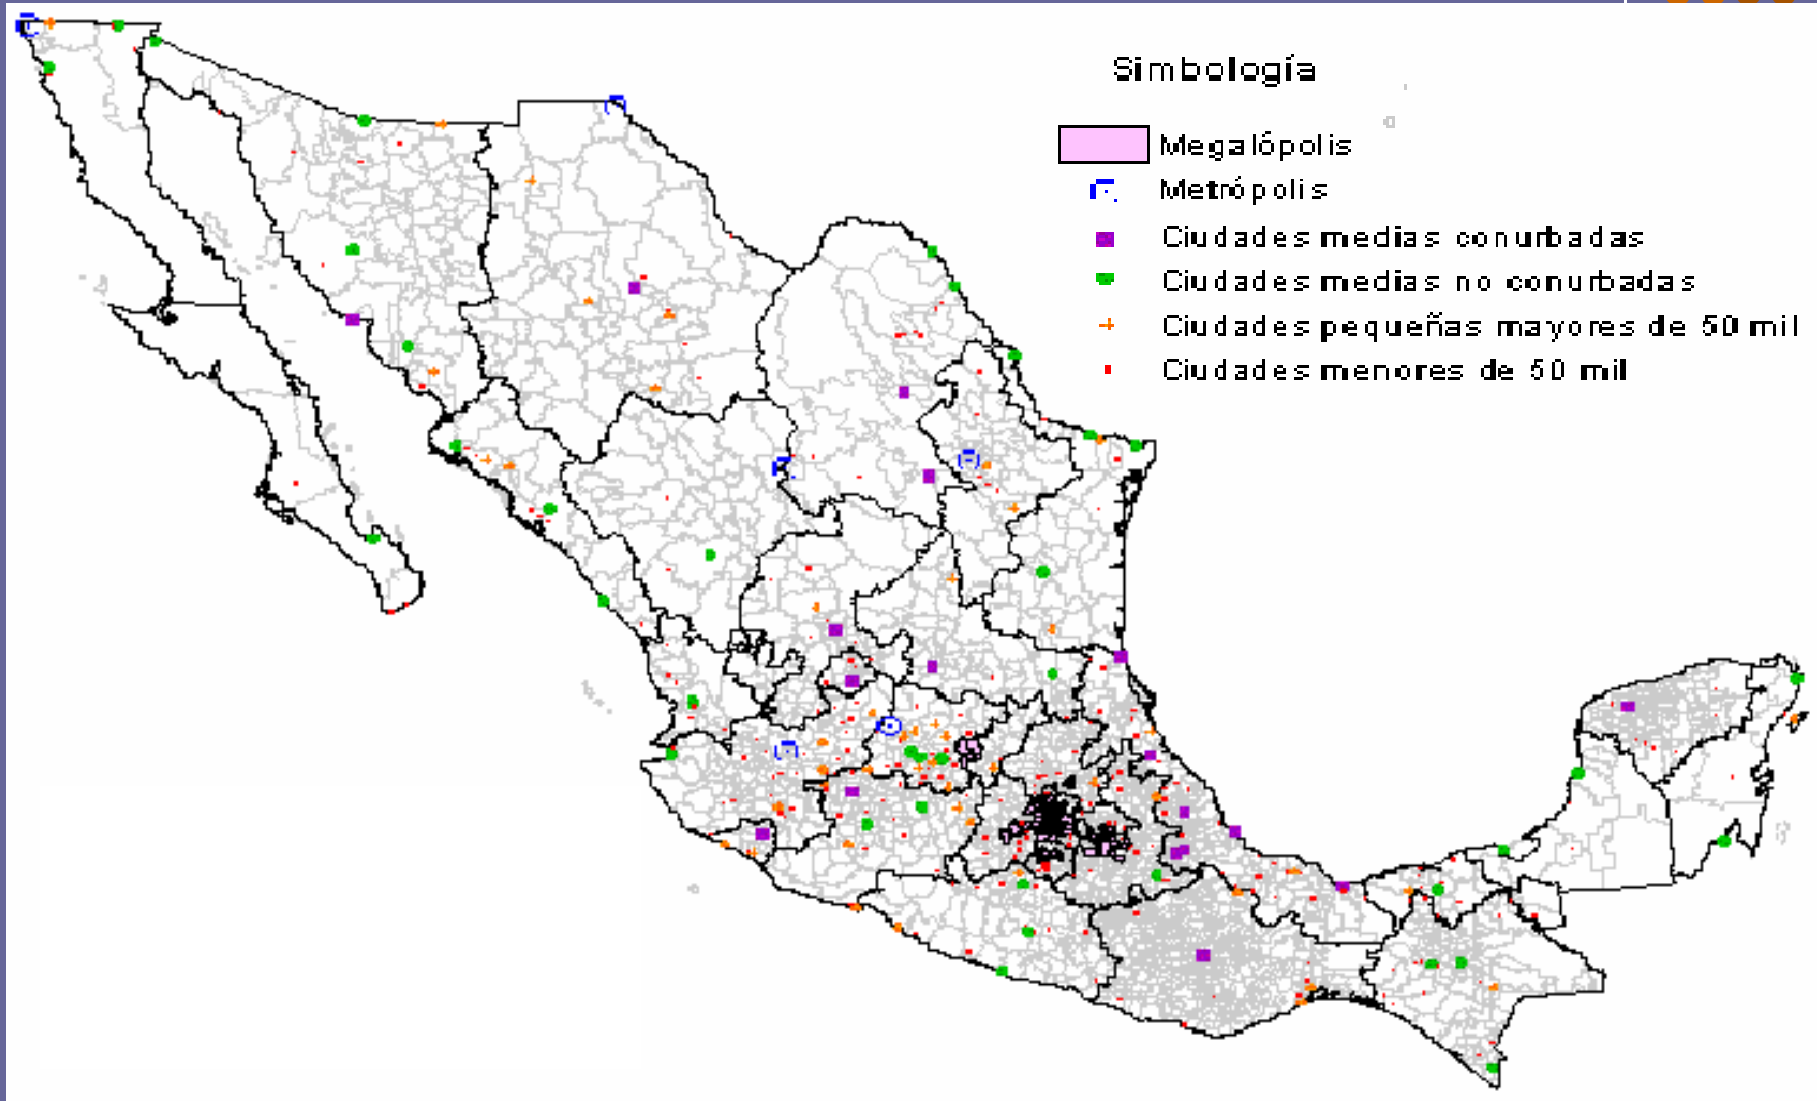 Simbología
Megalópolis
Metrópolis
Ciudades medias conurbadas
Ciudades medias no conurbadas
Ciudades pequeñas mayores de 50 mil
Ciudades menores de 50 mil